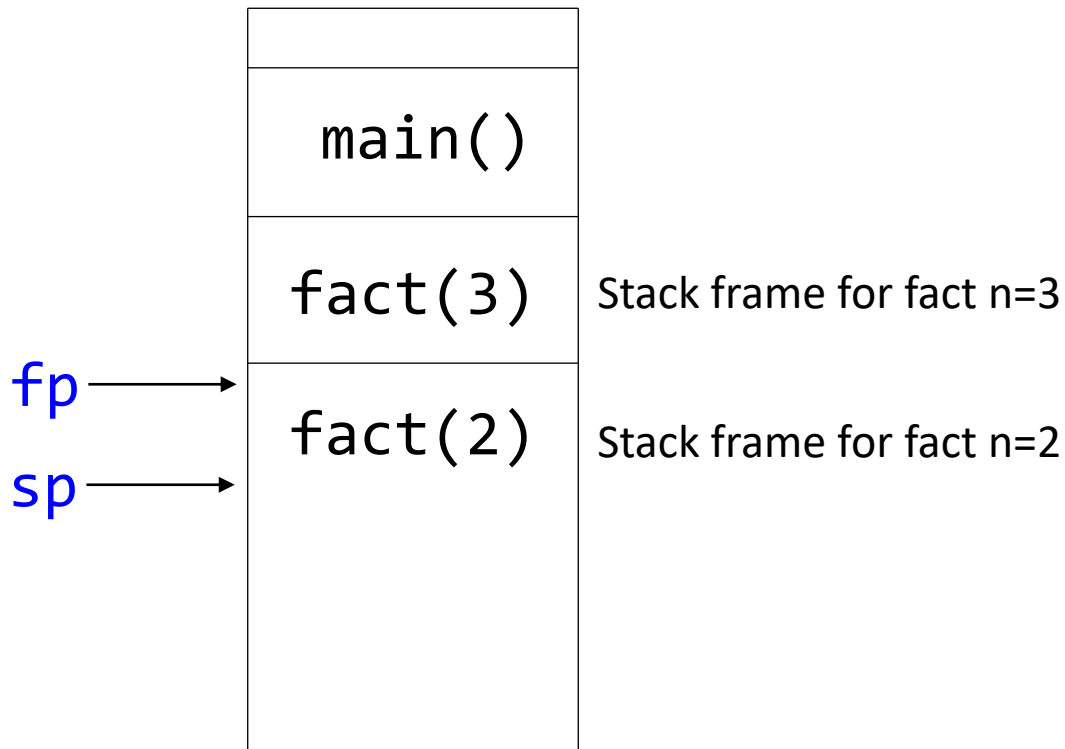 main()
fact(3)
Stack frame for fact n=3
fp
fact(2)
Stack frame for fact n=2
sp